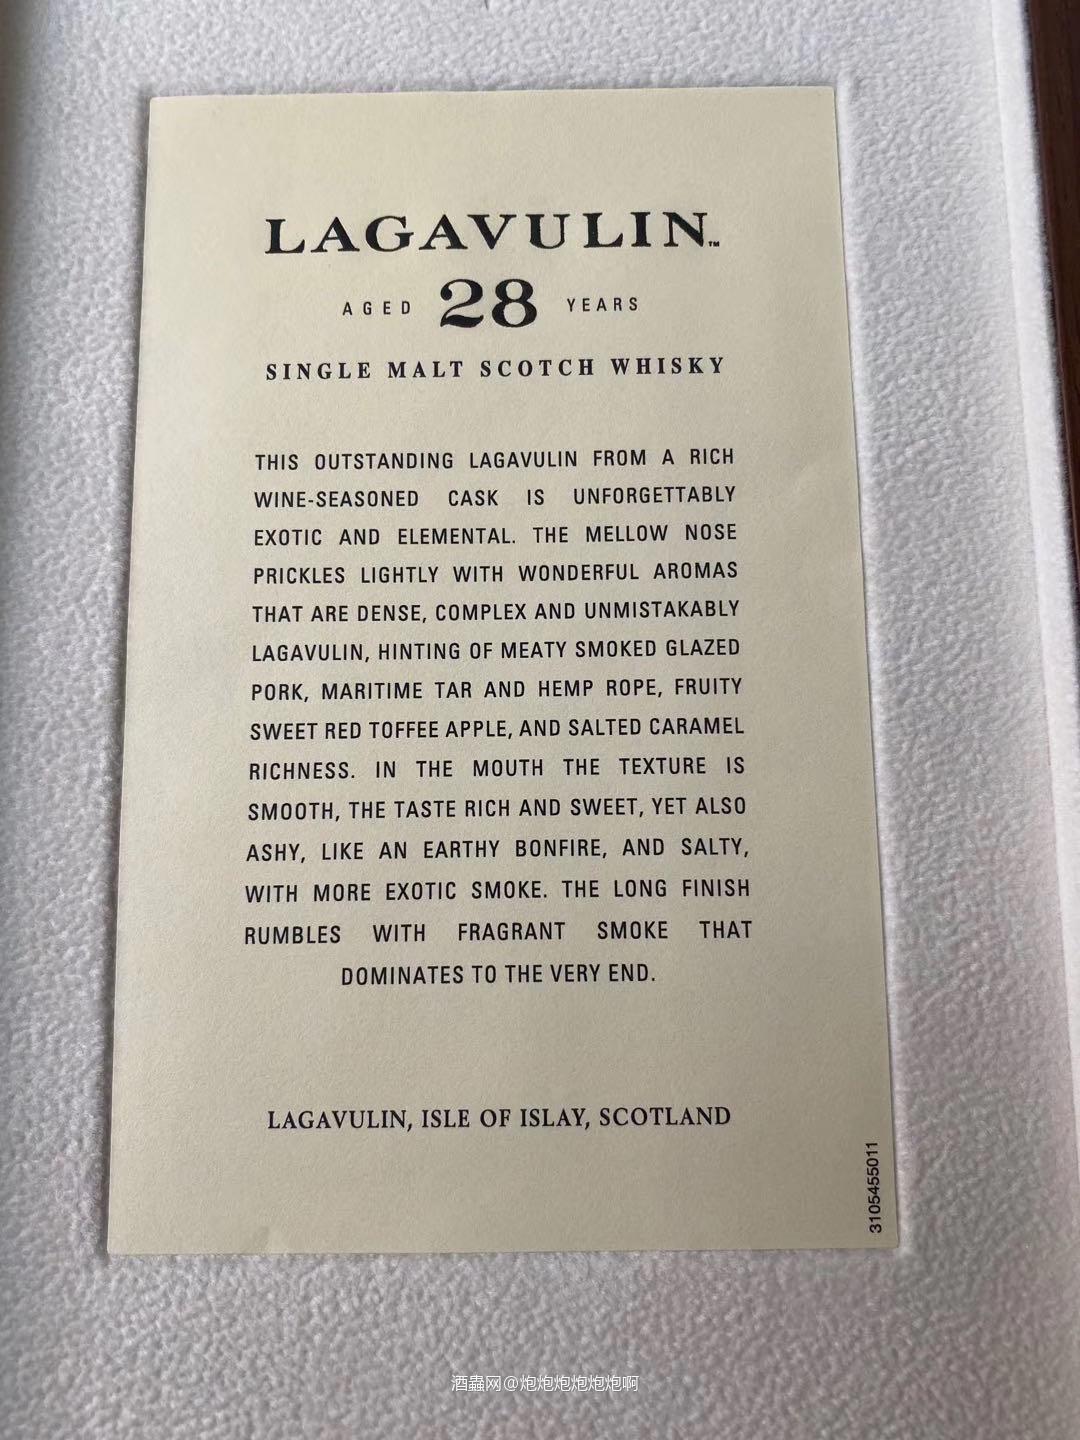 LAGAVULIN™
AGED 28 YEARS
SINGLE MALT SCOTCH WHISKY
THIS OUTSTANDING LAGAVULIN FROM A RICH
WINE-SEASONED CASK IS UNFORGETTABLY
EXOTIC AND ELEMENTAL. THE MELLOW NOSE
PRICKLES LIGHTLY WITH WONDERFUL AROMAS
THAT ARE DENSE, COMPLEX AND UNMISTAKABLY
LAGAVULIN, HINTING OF MEATY SMOKED GLAZED
PORK, MARITIME TAR AND HEMP ROPE, FRUITY
SWEET RED TOFFEE APPLE, AND SALTED CARAMEL
RICHNESS. IN THE MOUTH THE TEXTURE IS
SMOOTH, THE TASTE RICH AND SWEET, YET ALSO
ASHY, LIKE AN EARTHY BONFIRE, AND SALTY,
WITH MORE EXOTIC SMOKE. THE LONG FINISH
RUMBLES WITH FRAGRANT SMOKE THAT
DOMINATES TO THE VERY END.
LAGAVULIN, ISLE OF ISLAY, SCOTLAND
3105455011
酒蟲网@炮炮炮炮炮炮啊